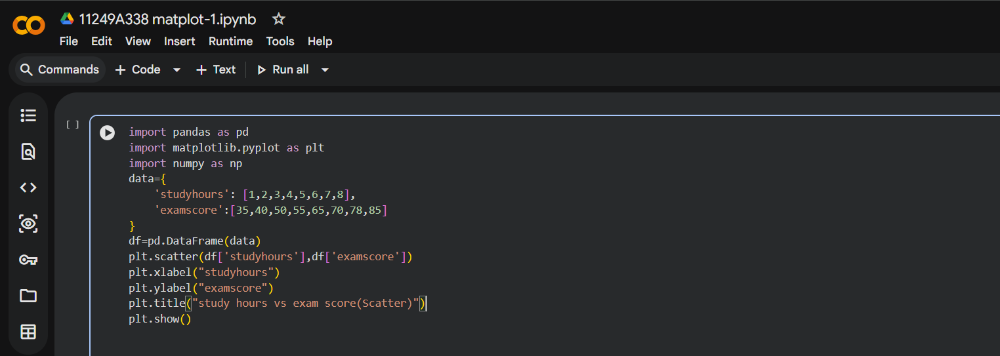 11249A338 matplot-1.ipynb
File Edit View Insert Runtime Tools Help
Commands + Code + Text Run all
[ ]
import pandas as pd
import matplotlib.pyplot as plt
import numpy as np
data={
    'studyhours': [1,2,3,4,5,6,7,8],
    'examscore':[35,40,50,55,65,70,78,85]
}
df=pd.DataFrame(data)
plt.scatter(df['studyhours'],df['examscore'])
plt.xlabel("studyhours")
plt.ylabel("examscore")
plt.title("study hours vs exam score(Scatter)")
plt.show()